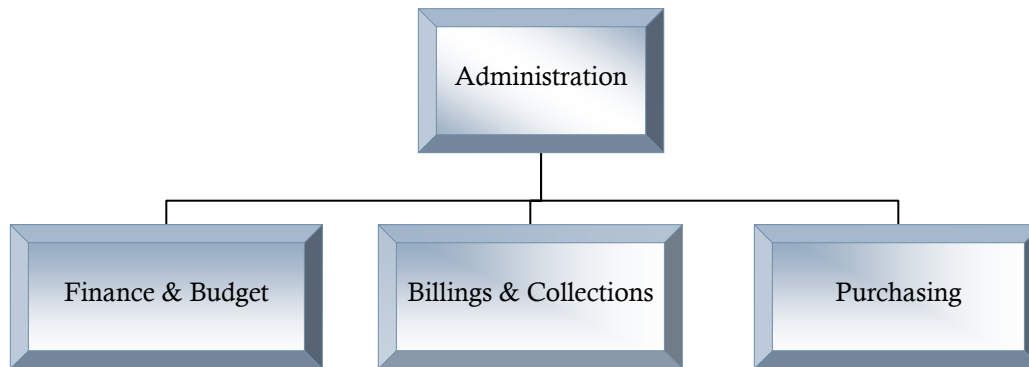 Administration
Finance & Budget
Billings & Collections
Purchasing